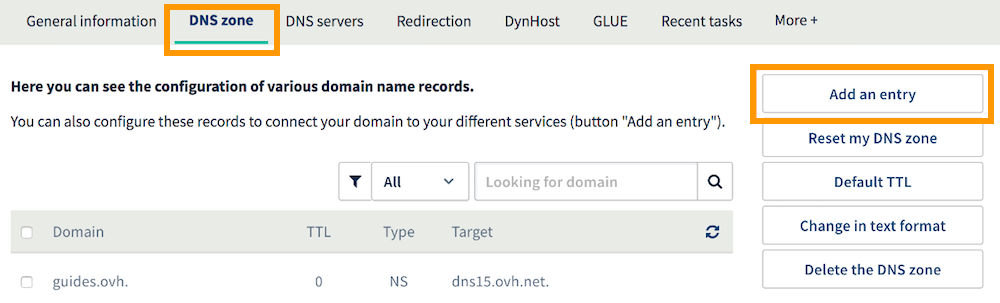 General information DNS zone DNS servers Redirection DynHost GLUE Recent tasks More +
Here you can see the configuration of various domain name records.
You can also configure these records to connect your domain to your different services (button "Add an entry").
Add an entry
Reset my DNS zone
Default TTL
Change in text format
Delete the DNS zone
All Looking for domain
Domain TTL Type Target
guides.ovh. 0 NS dns15.ovh.net.